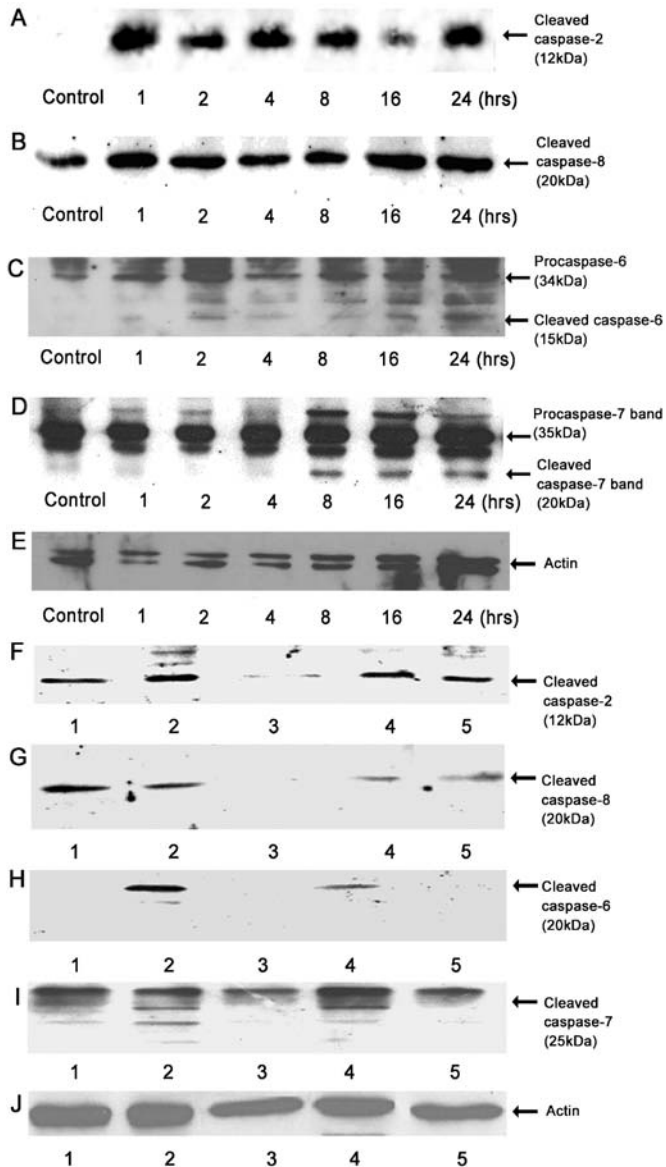 A
Cleaved
caspase-2
(12kDa)
Control 1 2 4 8 16 24 (hrs)
B
Cleaved
caspase-8
(20kDa)
Control 1 2 4 8 16 24 (hrs)
C
Procaspase-6
(34kDa)
Cleaved caspase-6
(15kDa)
Control 1 2 4 8 16 24 (hrs)
D
Procaspase-7 band
(35kDa)
Cleaved
caspase-7 band
(20kDa)
Control 1 2 4 8 16 24 (hrs)
E
Actin
Control 1 2 4 8 16 24 (hrs)
F
Cleaved
caspase-2
(12kDa)
1 2 3 4 5
G
Cleaved
caspase-8
(20kDa)
1 2 3 4 5
H
Cleaved
caspase-6
(20kDa)
1 2 3 4 5
I
Cleaved
caspase-7
(25kDa)
1 2 3 4 5
J
Actin
1 2 3 4 5